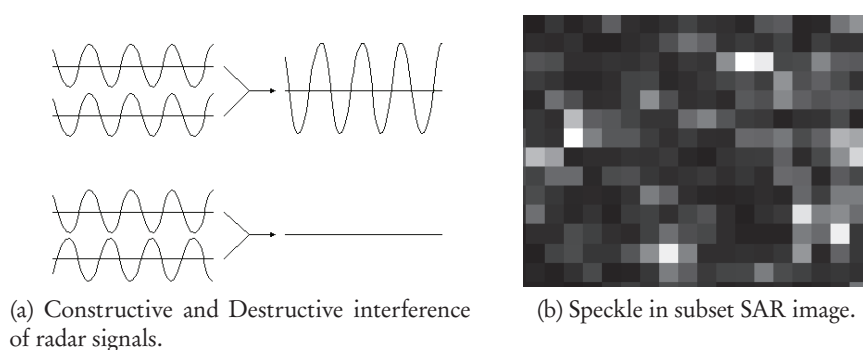 (a) Constructive and Destructive interference
of radar signals.
(b) Speckle in subset SAR image.